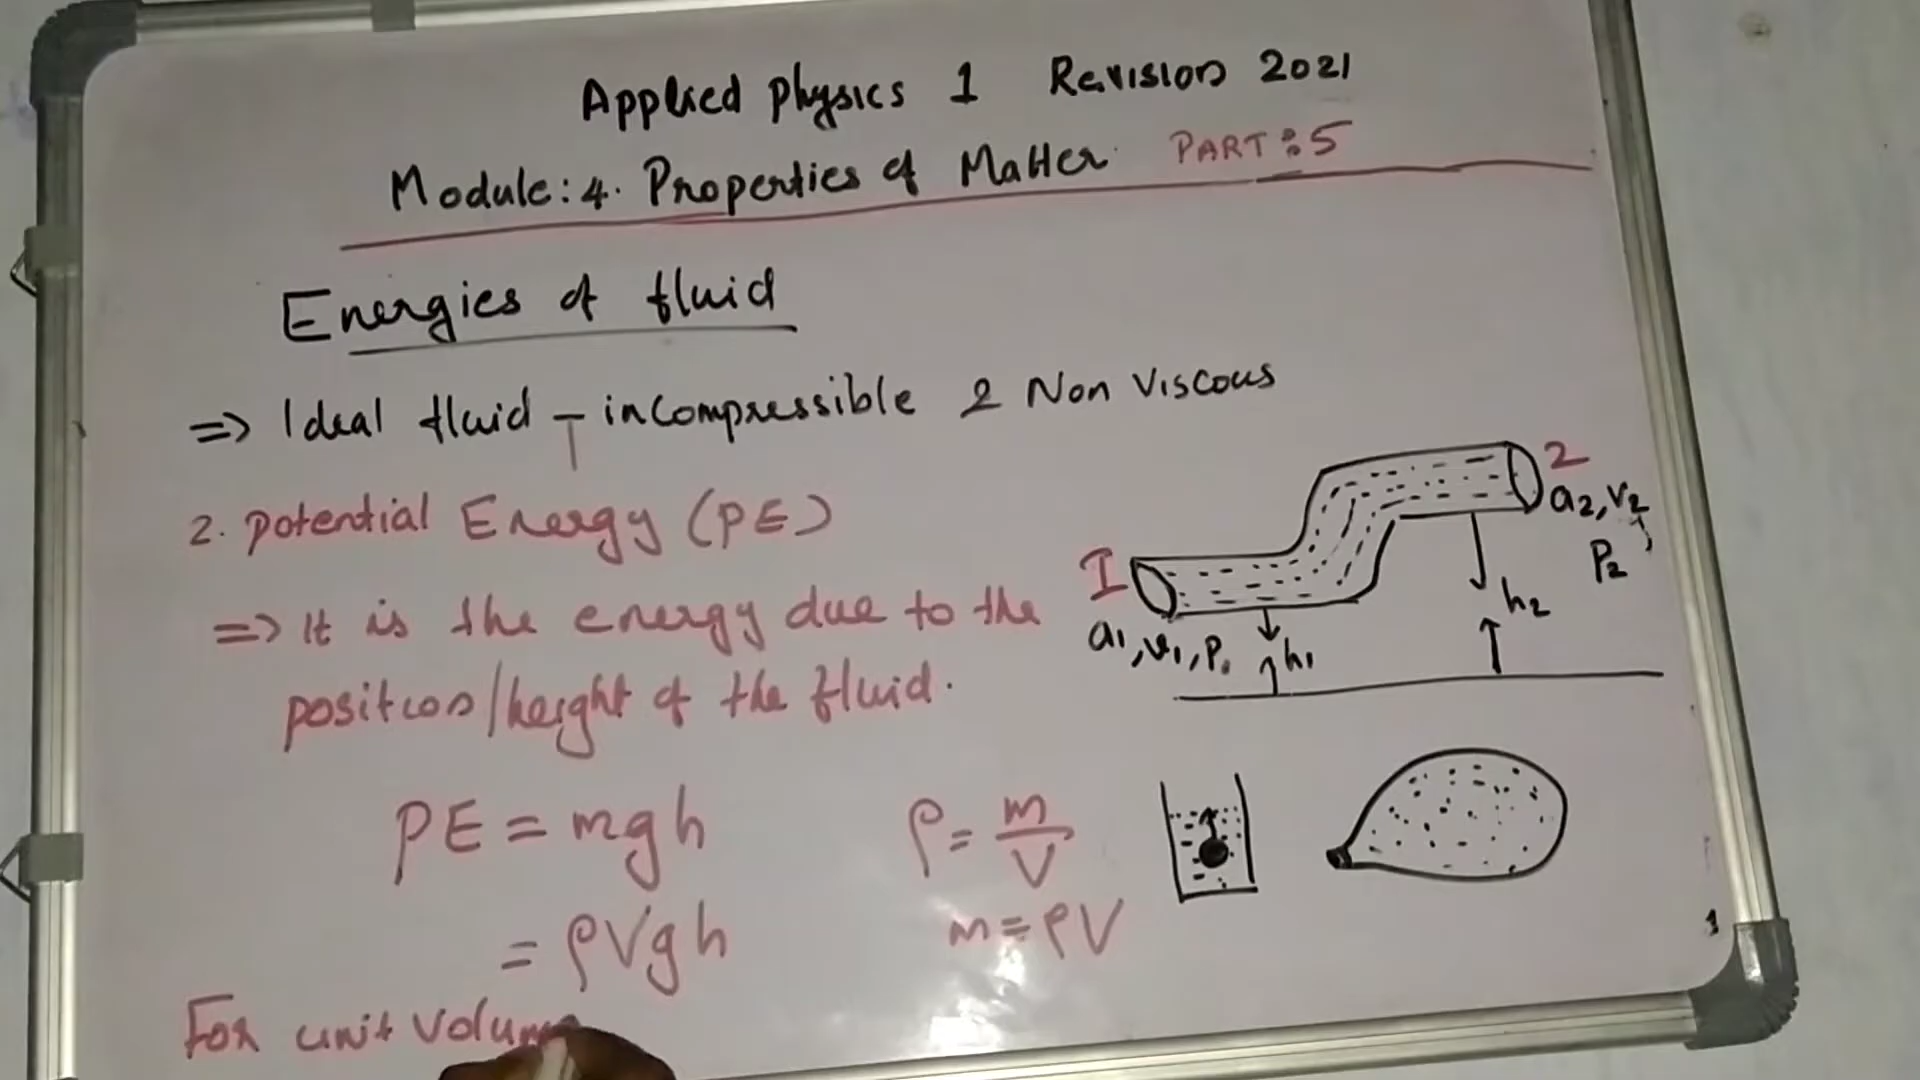 Applied physics 1 Revision 2021
Module: 4. Properties of Matter PART: 5
Energies of fluid
=> Ideal fluid - incompressible & Non Viscous
2. potential Energy (PE)
=> It is the energy due to the
position/height of the fluid.
PE = mgh
= ρVgh
ρ = m/V
m = ρV
For unit volume
1
a1, v1, P1
h1
2
a2, v2,
P2
h2
1